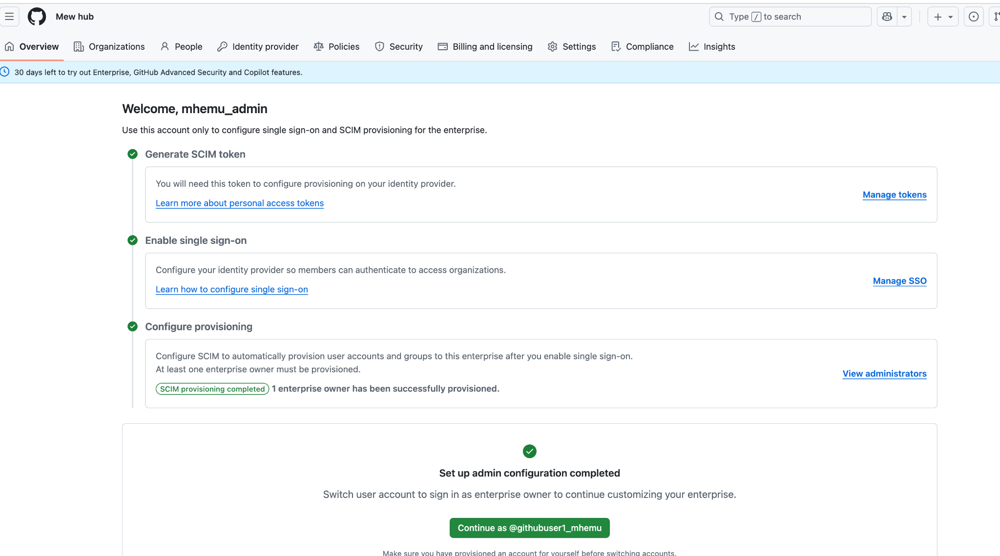 Mew hub
Type / to search
Overview
Organizations
People
Identity provider
Policies
Security
Billing and licensing
Settings
Compliance
Insights
30 days left to try out Enterprise, GitHub Advanced Security and Copilot features.
Welcome, mhemu_admin
Use this account only to configure single sign-on and SCIM provisioning for the enterprise.
Generate SCIM token
You will need this token to configure provisioning on your identity provider.
Learn more about personal access tokens
Manage tokens
Enable single sign-on
Configure your identity provider so members can authenticate to access organizations.
Learn how to configure single sign-on
Manage SSO
Configure provisioning
Configure SCIM to automatically provision user accounts and groups to this enterprise after you enable single sign-on.
At least one enterprise owner must be provisioned.
SCIM provisioning completed 1 enterprise owner has been successfully provisioned.
View administrators
Set up admin configuration completed
Switch user account to sign in as enterprise owner to continue customizing your enterprise.
Continue as @githubuser1_mhemu
Make sure you have provisioned an account for yourself before switching accounts.